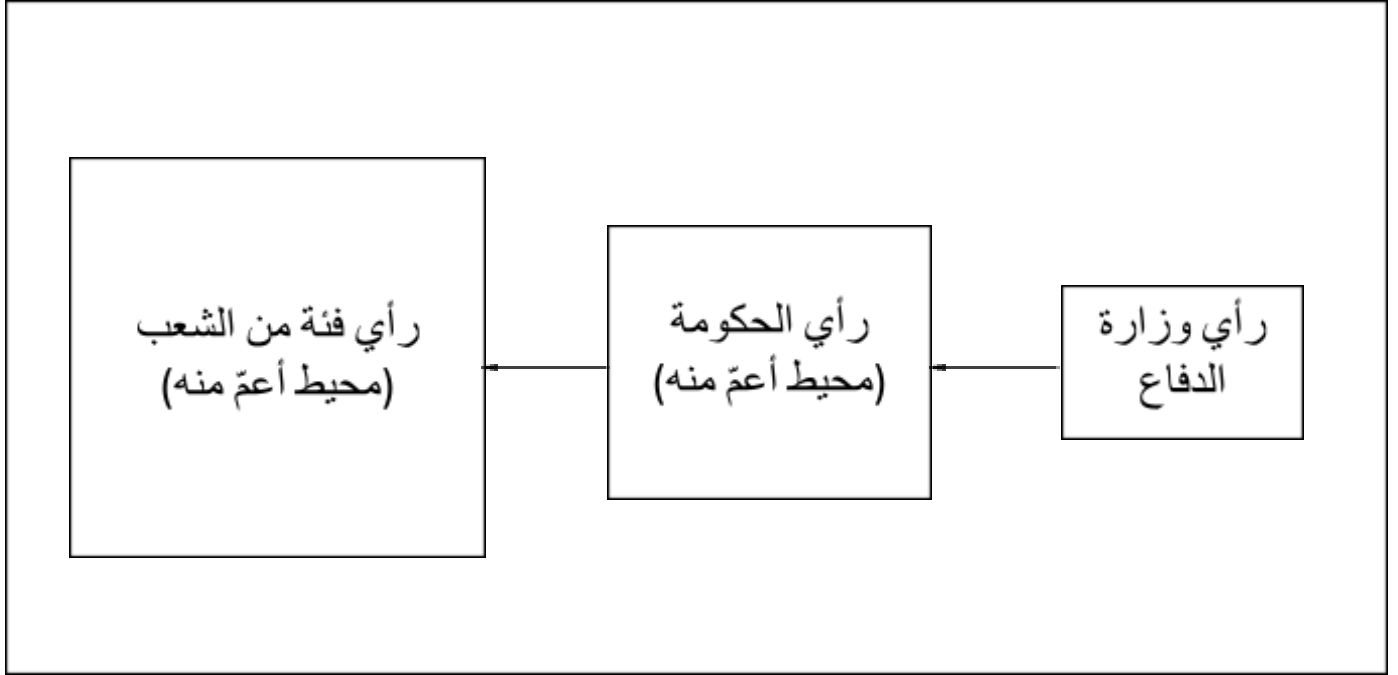 رأي وزارة
الدفاع
رأي الحكومة
(محيط أعمّ منه)
رأي فئة من الشعب
(محيط أعمّ منه)